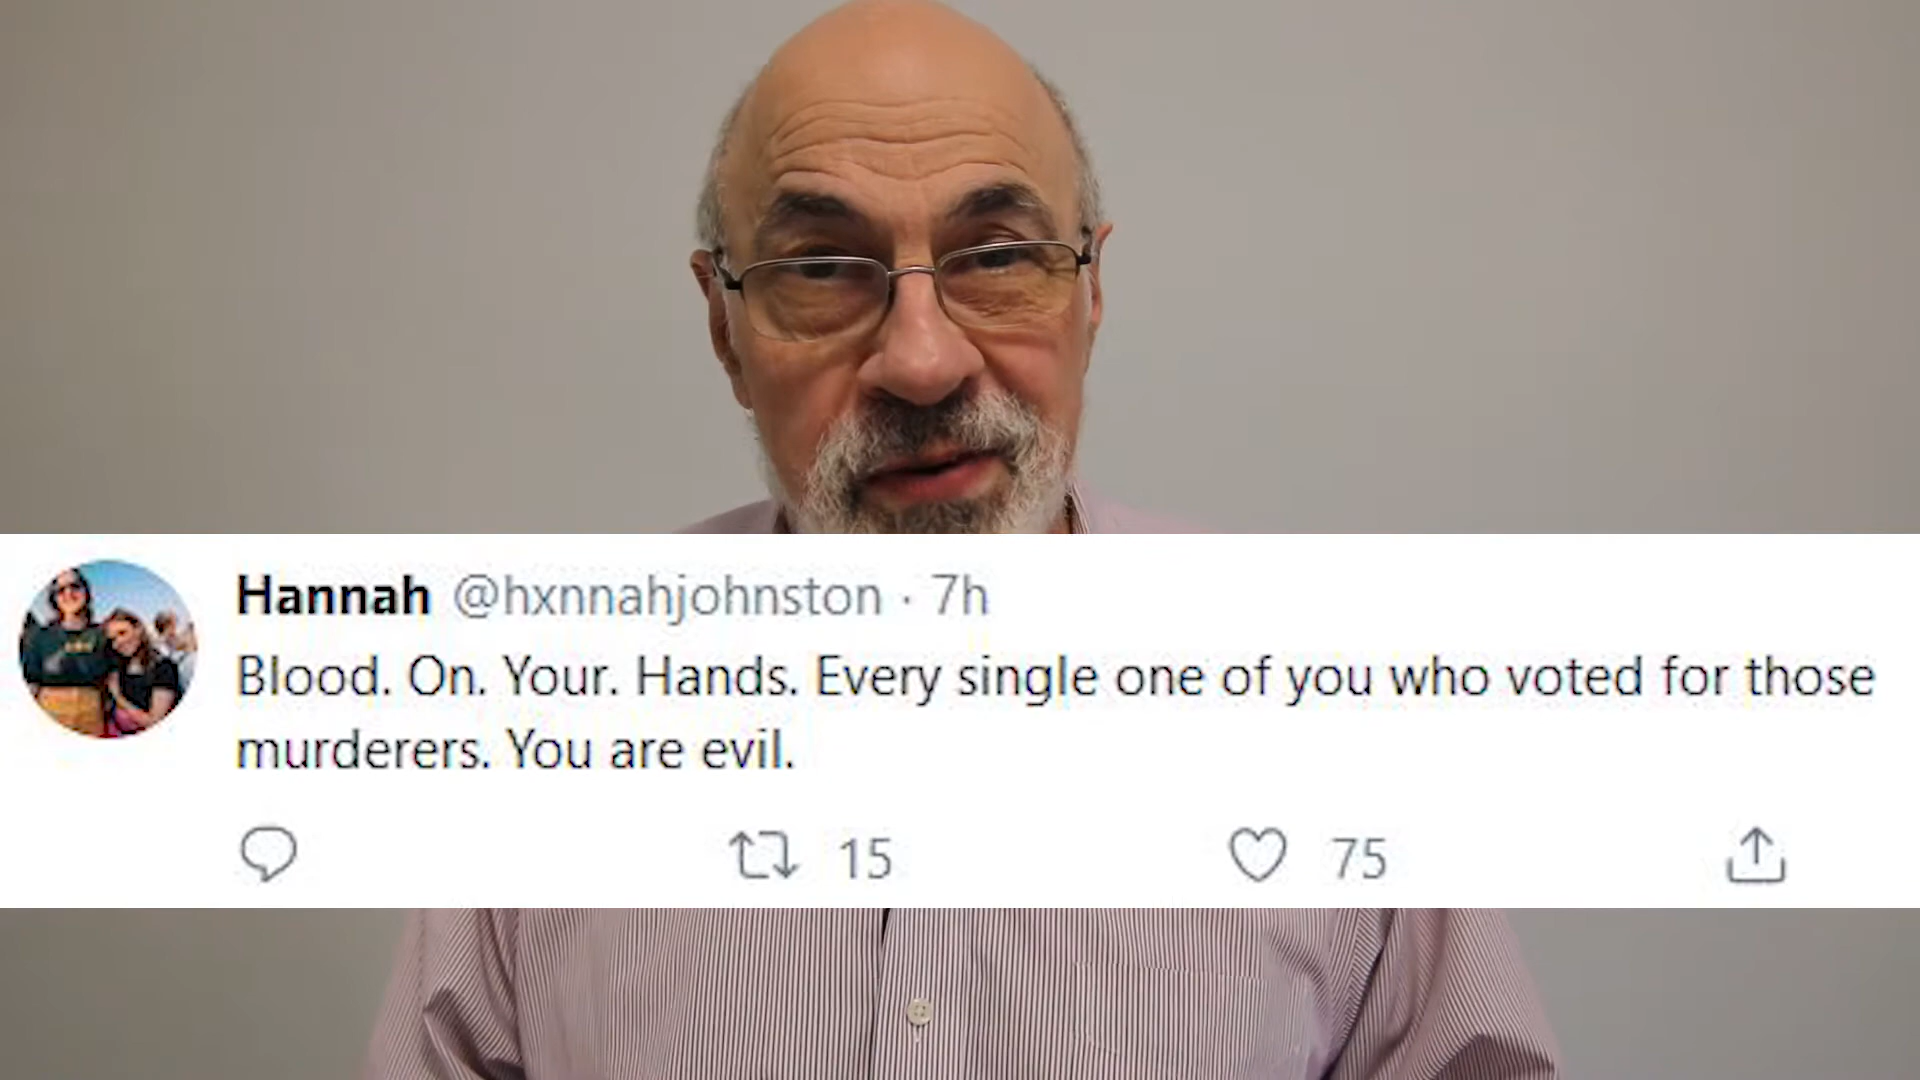 Hannah @hxnnahjohnston · 7h
Blood. On. Your. Hands. Every single one of you who voted for those
murderers. You are evil.
15 75